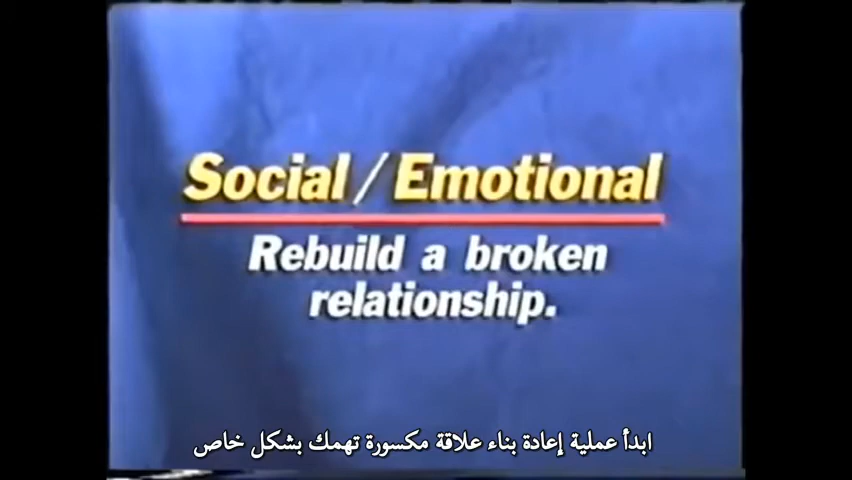 Social / Emotional
Rebuild a broken
relationship.
ابدأ عملية إعادة بناء علاقة مكسورة تهمك بشكل خاص